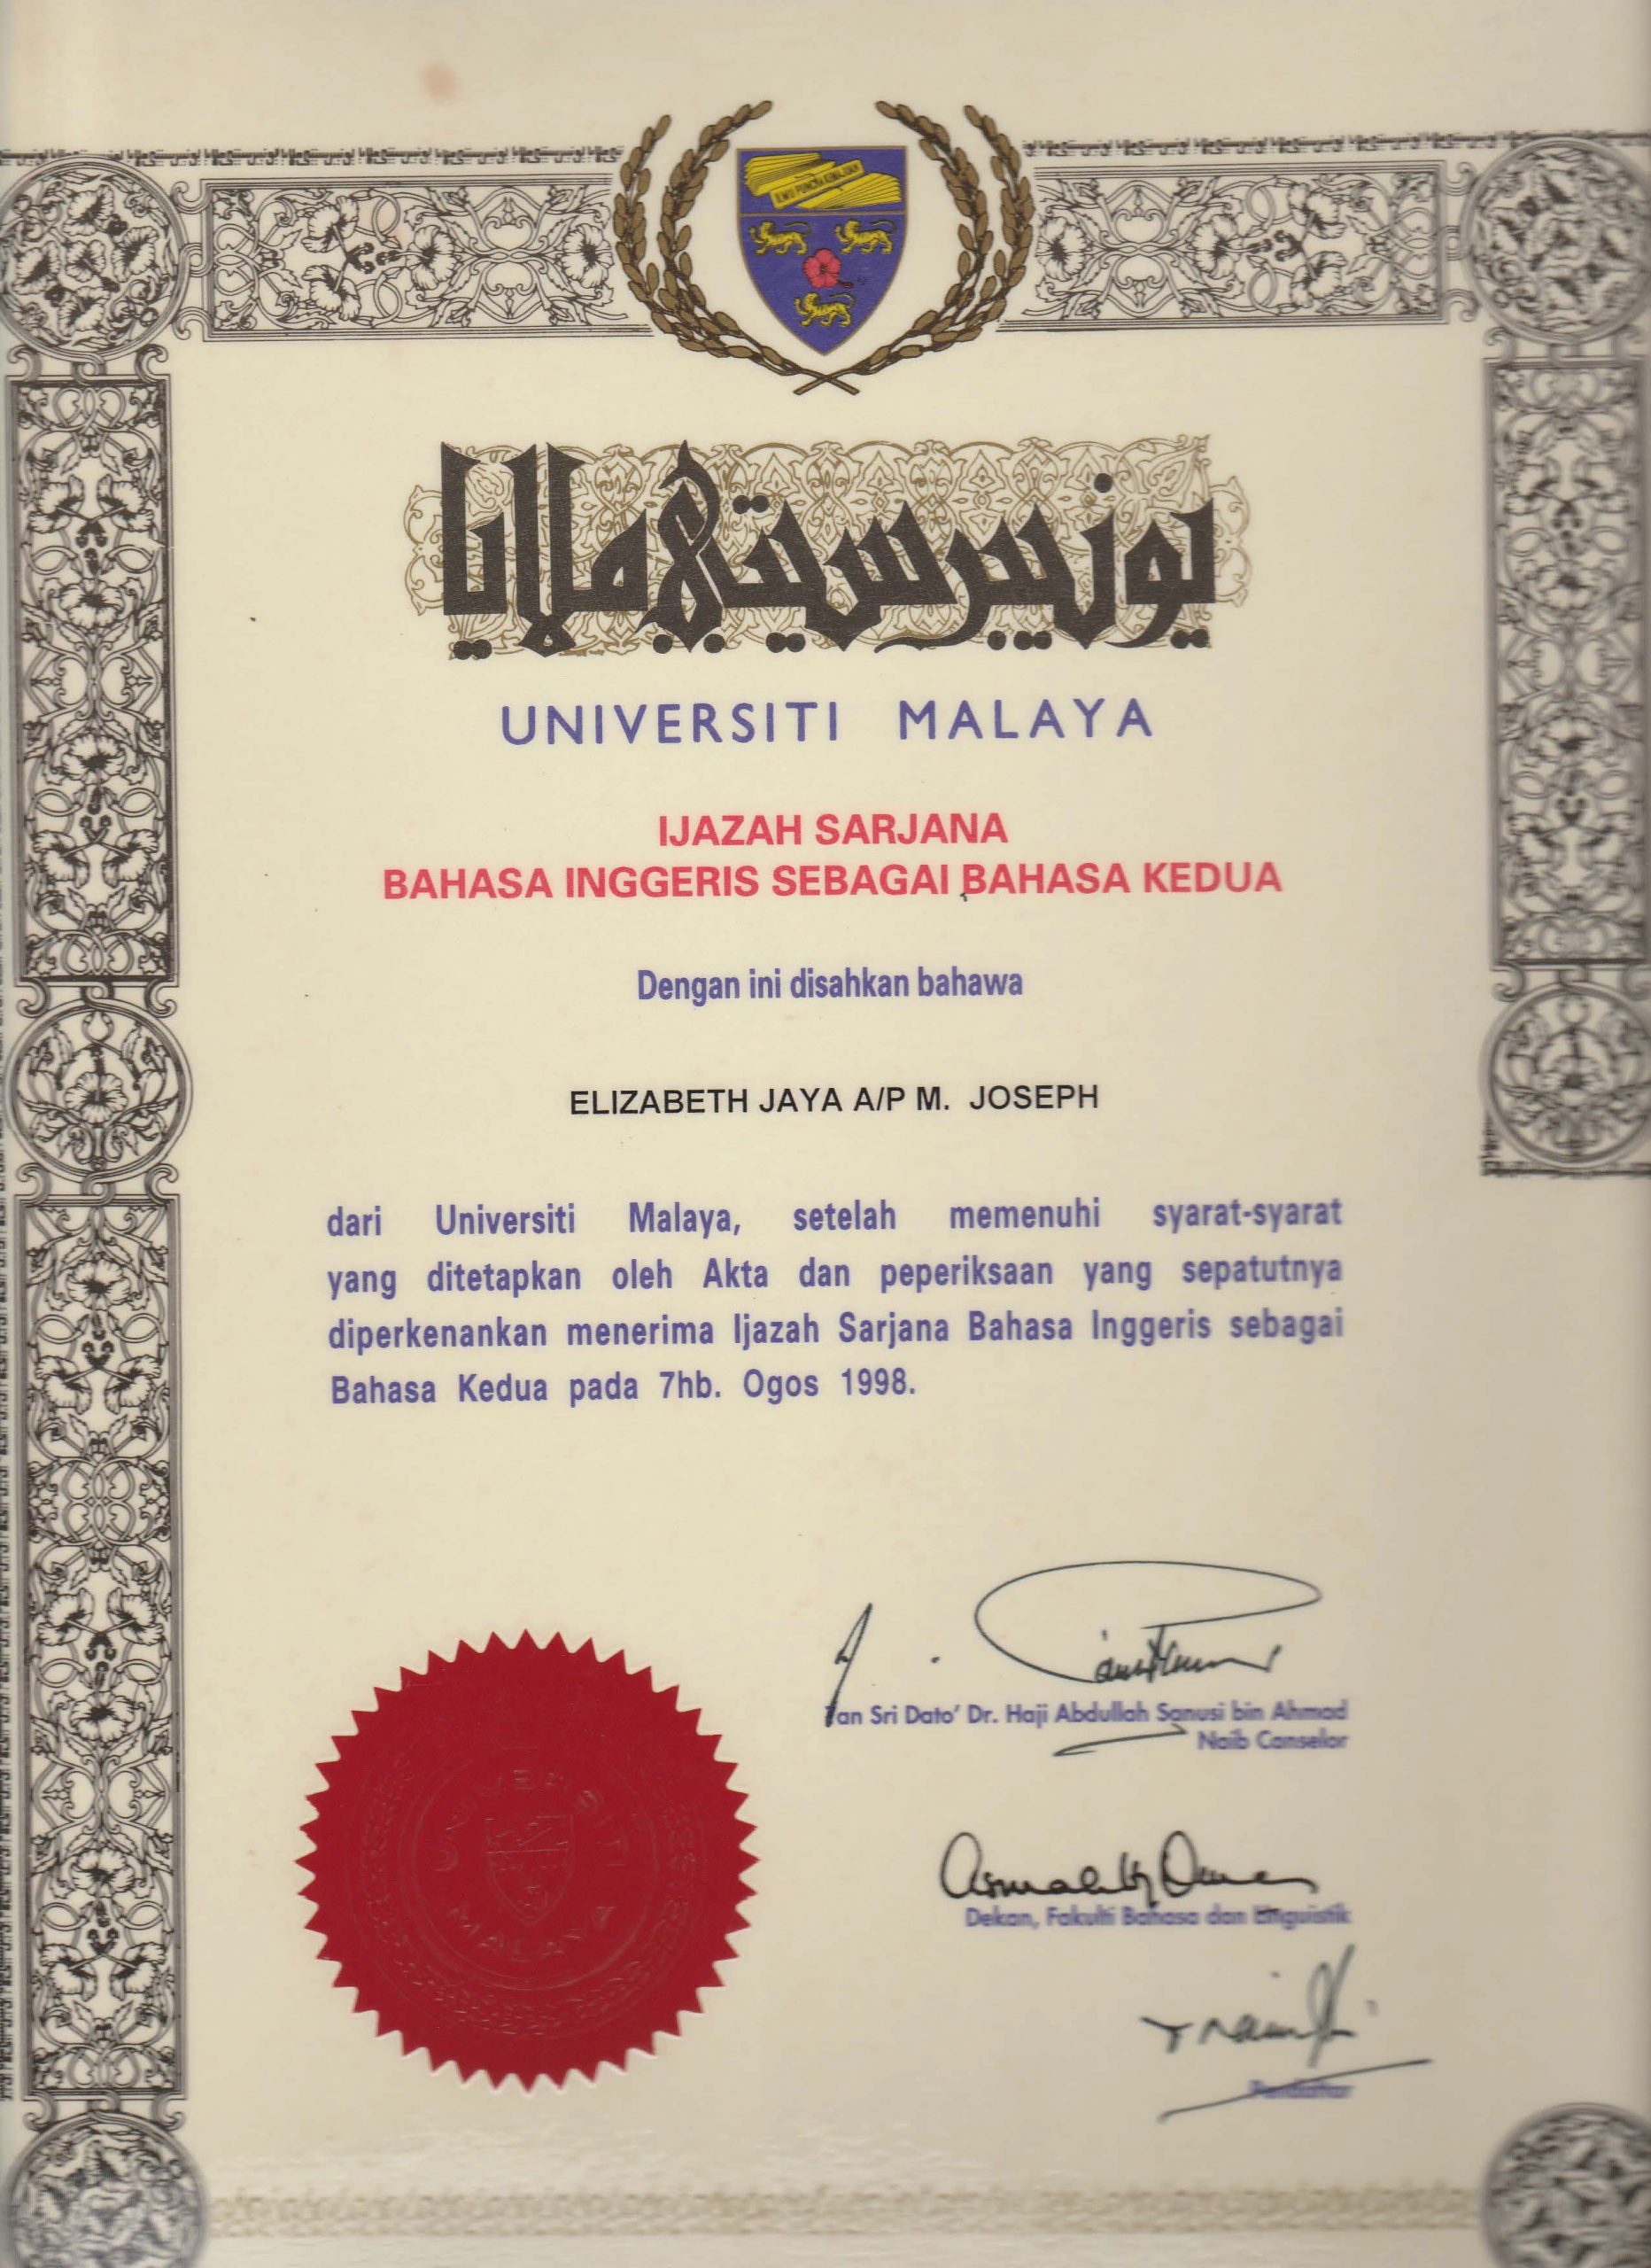 ILMU PUNCA KEMAJUAN
يونيۏرسيتي ملايا
UNIVERSITI MALAYA
IJAZAH SARJANA
BAHASA INGGERIS SEBAGAI BAHASA KEDUA
Dengan ini disahkan bahawa
ELIZABETH JAYA A/P M. JOSEPH
dari Universiti Malaya, setelah memenuhi syarat-syarat
yang ditetapkan oleh Akta dan peperiksaan yang sepatutnya
diperkenankan menerima Ijazah Sarjana Bahasa Inggeris sebagai
Bahasa Kedua pada 7hb. Ogos 1998.
Tan Sri Dato' Dr. Haji Abdullah Sanusi bin Ahmad
Naib Canselor
Dekan, Fakulti Bahasa dan Linguistik
Pendaftar
UNIVERSITI
MALAYA